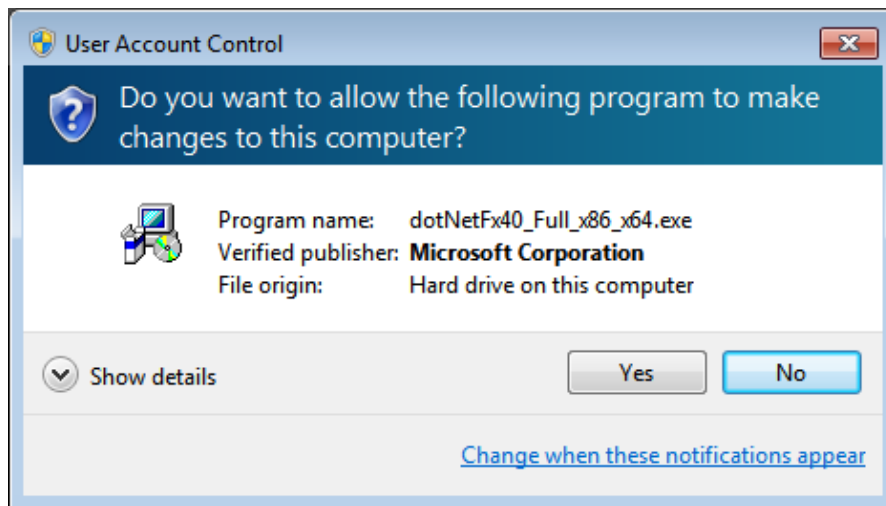 User Account Control
Do you want to allow the following program to make
changes to this computer?
Program name: dotNetFx40_Full_x86_x64.exe
Verified publisher: Microsoft Corporation
File origin: Hard drive on this computer
Show details
Yes
No
Change when these notifications appear